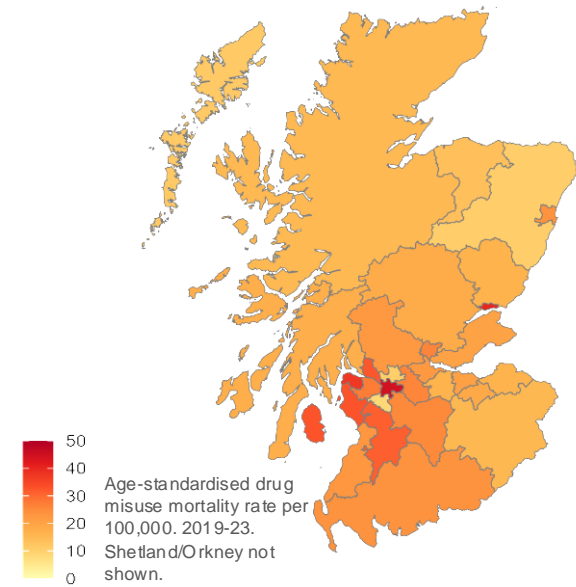 50
40
30
20
10
0
Age-standardised drug
misuse mortality rate per
100,000. 2019-23.
Shetland/Orkney not
shown.